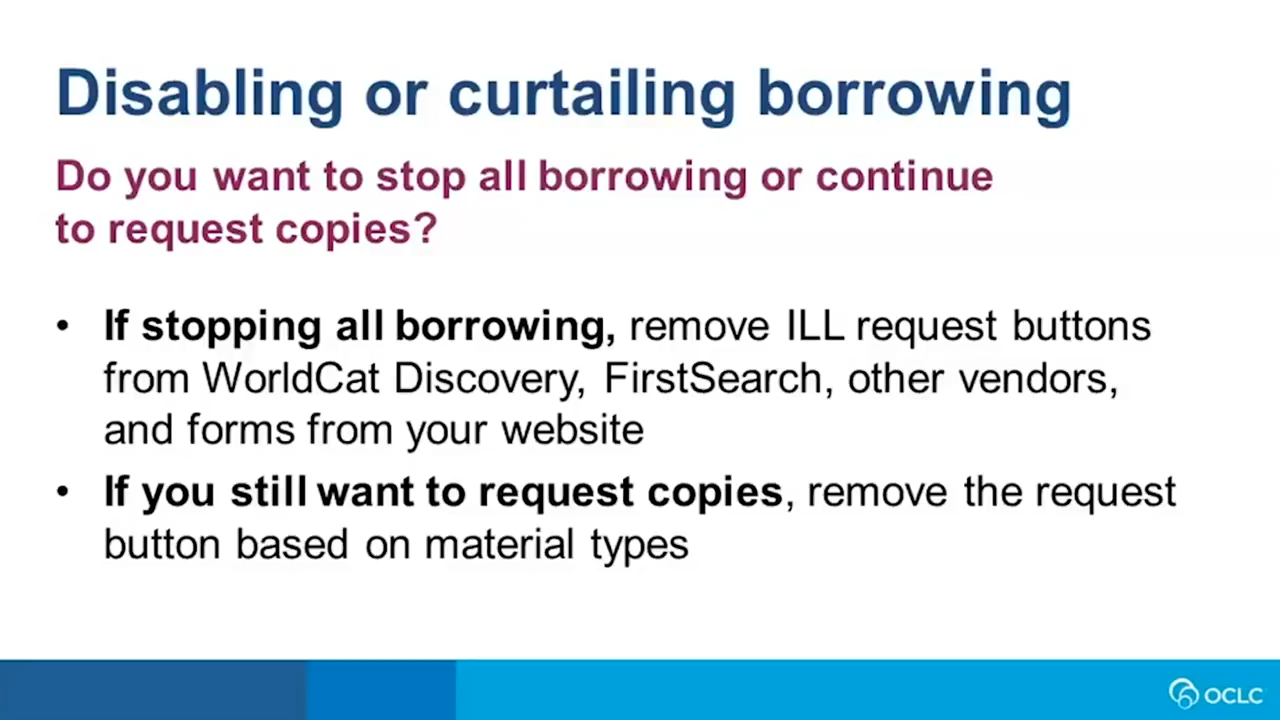 Disabling or curtailing borrowing
Do you want to stop all borrowing or continue
to request copies?
• If stopping all borrowing, remove ILL request buttons
from WorldCat Discovery, FirstSearch, other vendors,
and forms from your website
• If you still want to request copies, remove the request
button based on material types
OCLC